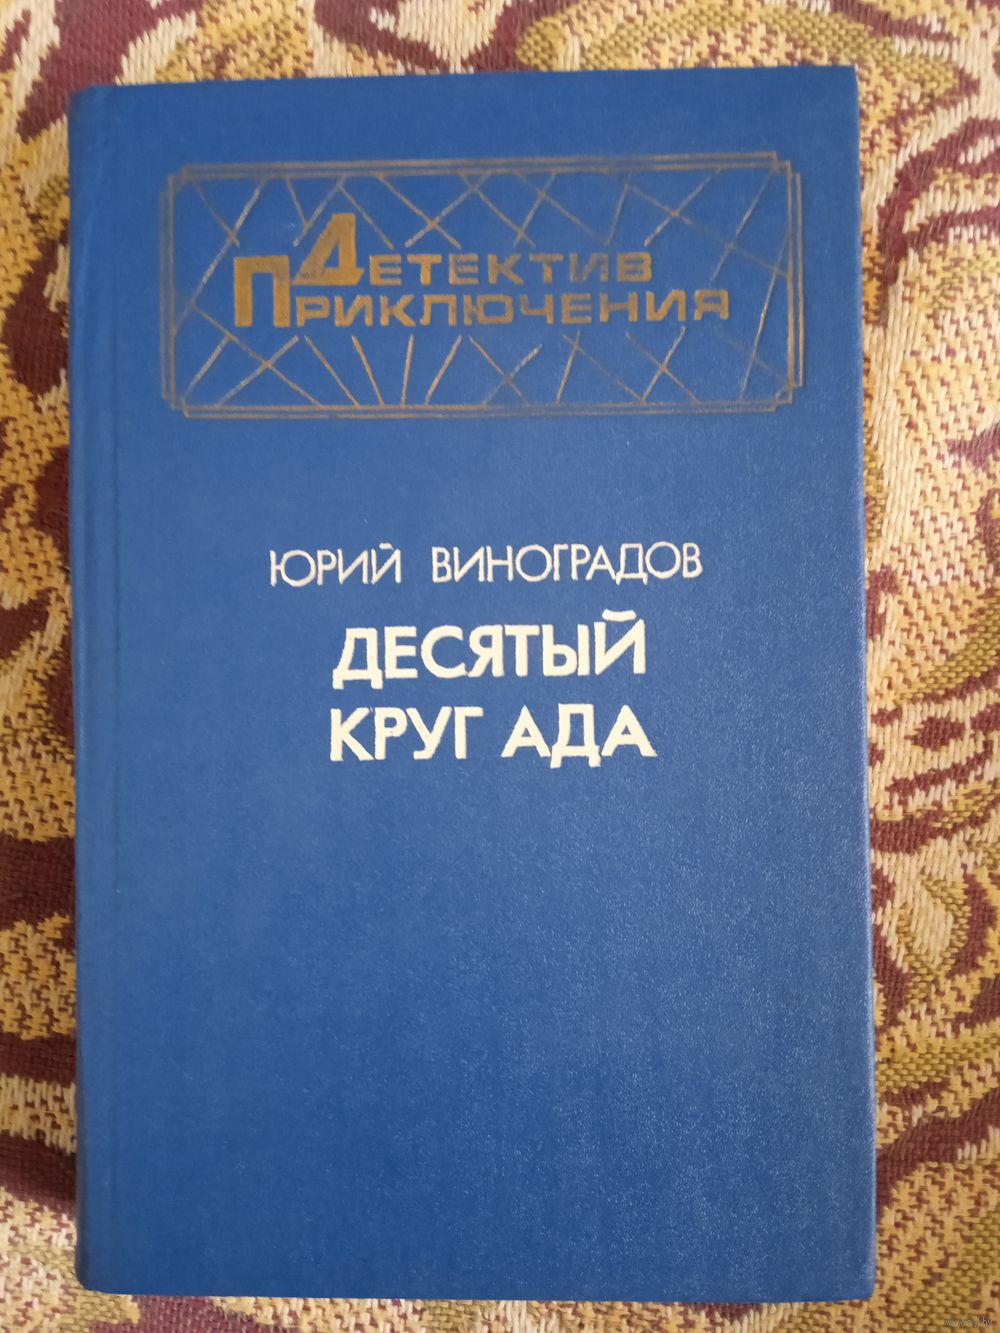 Детектив
Приключения
ЮРИЙ ВИНОГРАДОВ
ДЕСЯТЫЙ
КРУГ АДА